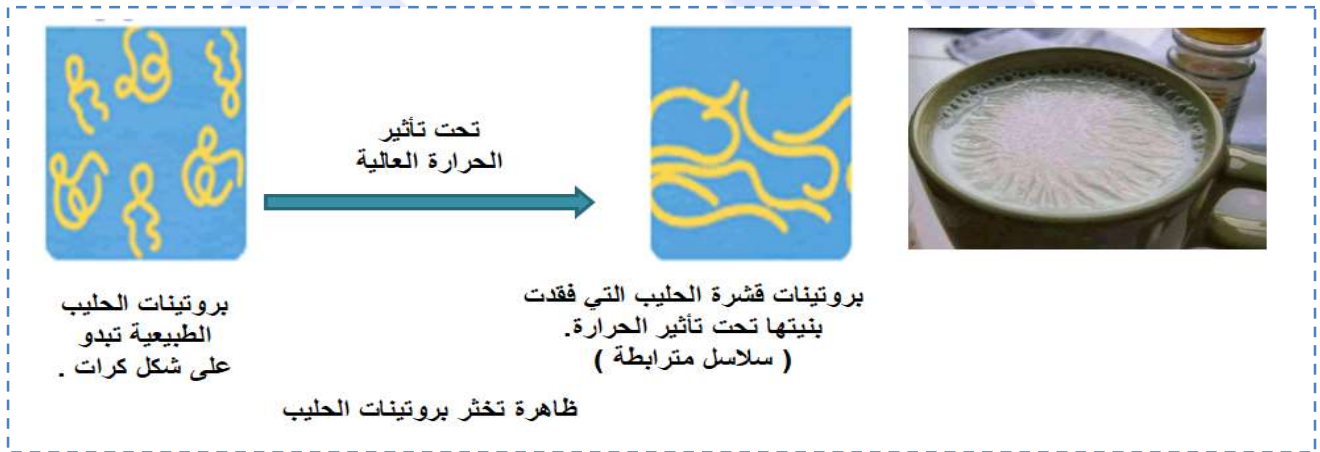 تحت تأثير
الحرارة العالية
بروتينات الحليب
الطبيعية تبدو
على شكل كرات .
بروتينات قشرة الحليب التي فقدت
بنيتها تحت تأثير الحرارة.
( سلاسل مترابطة )
ظاهرة تخثر بروتينات الحليب